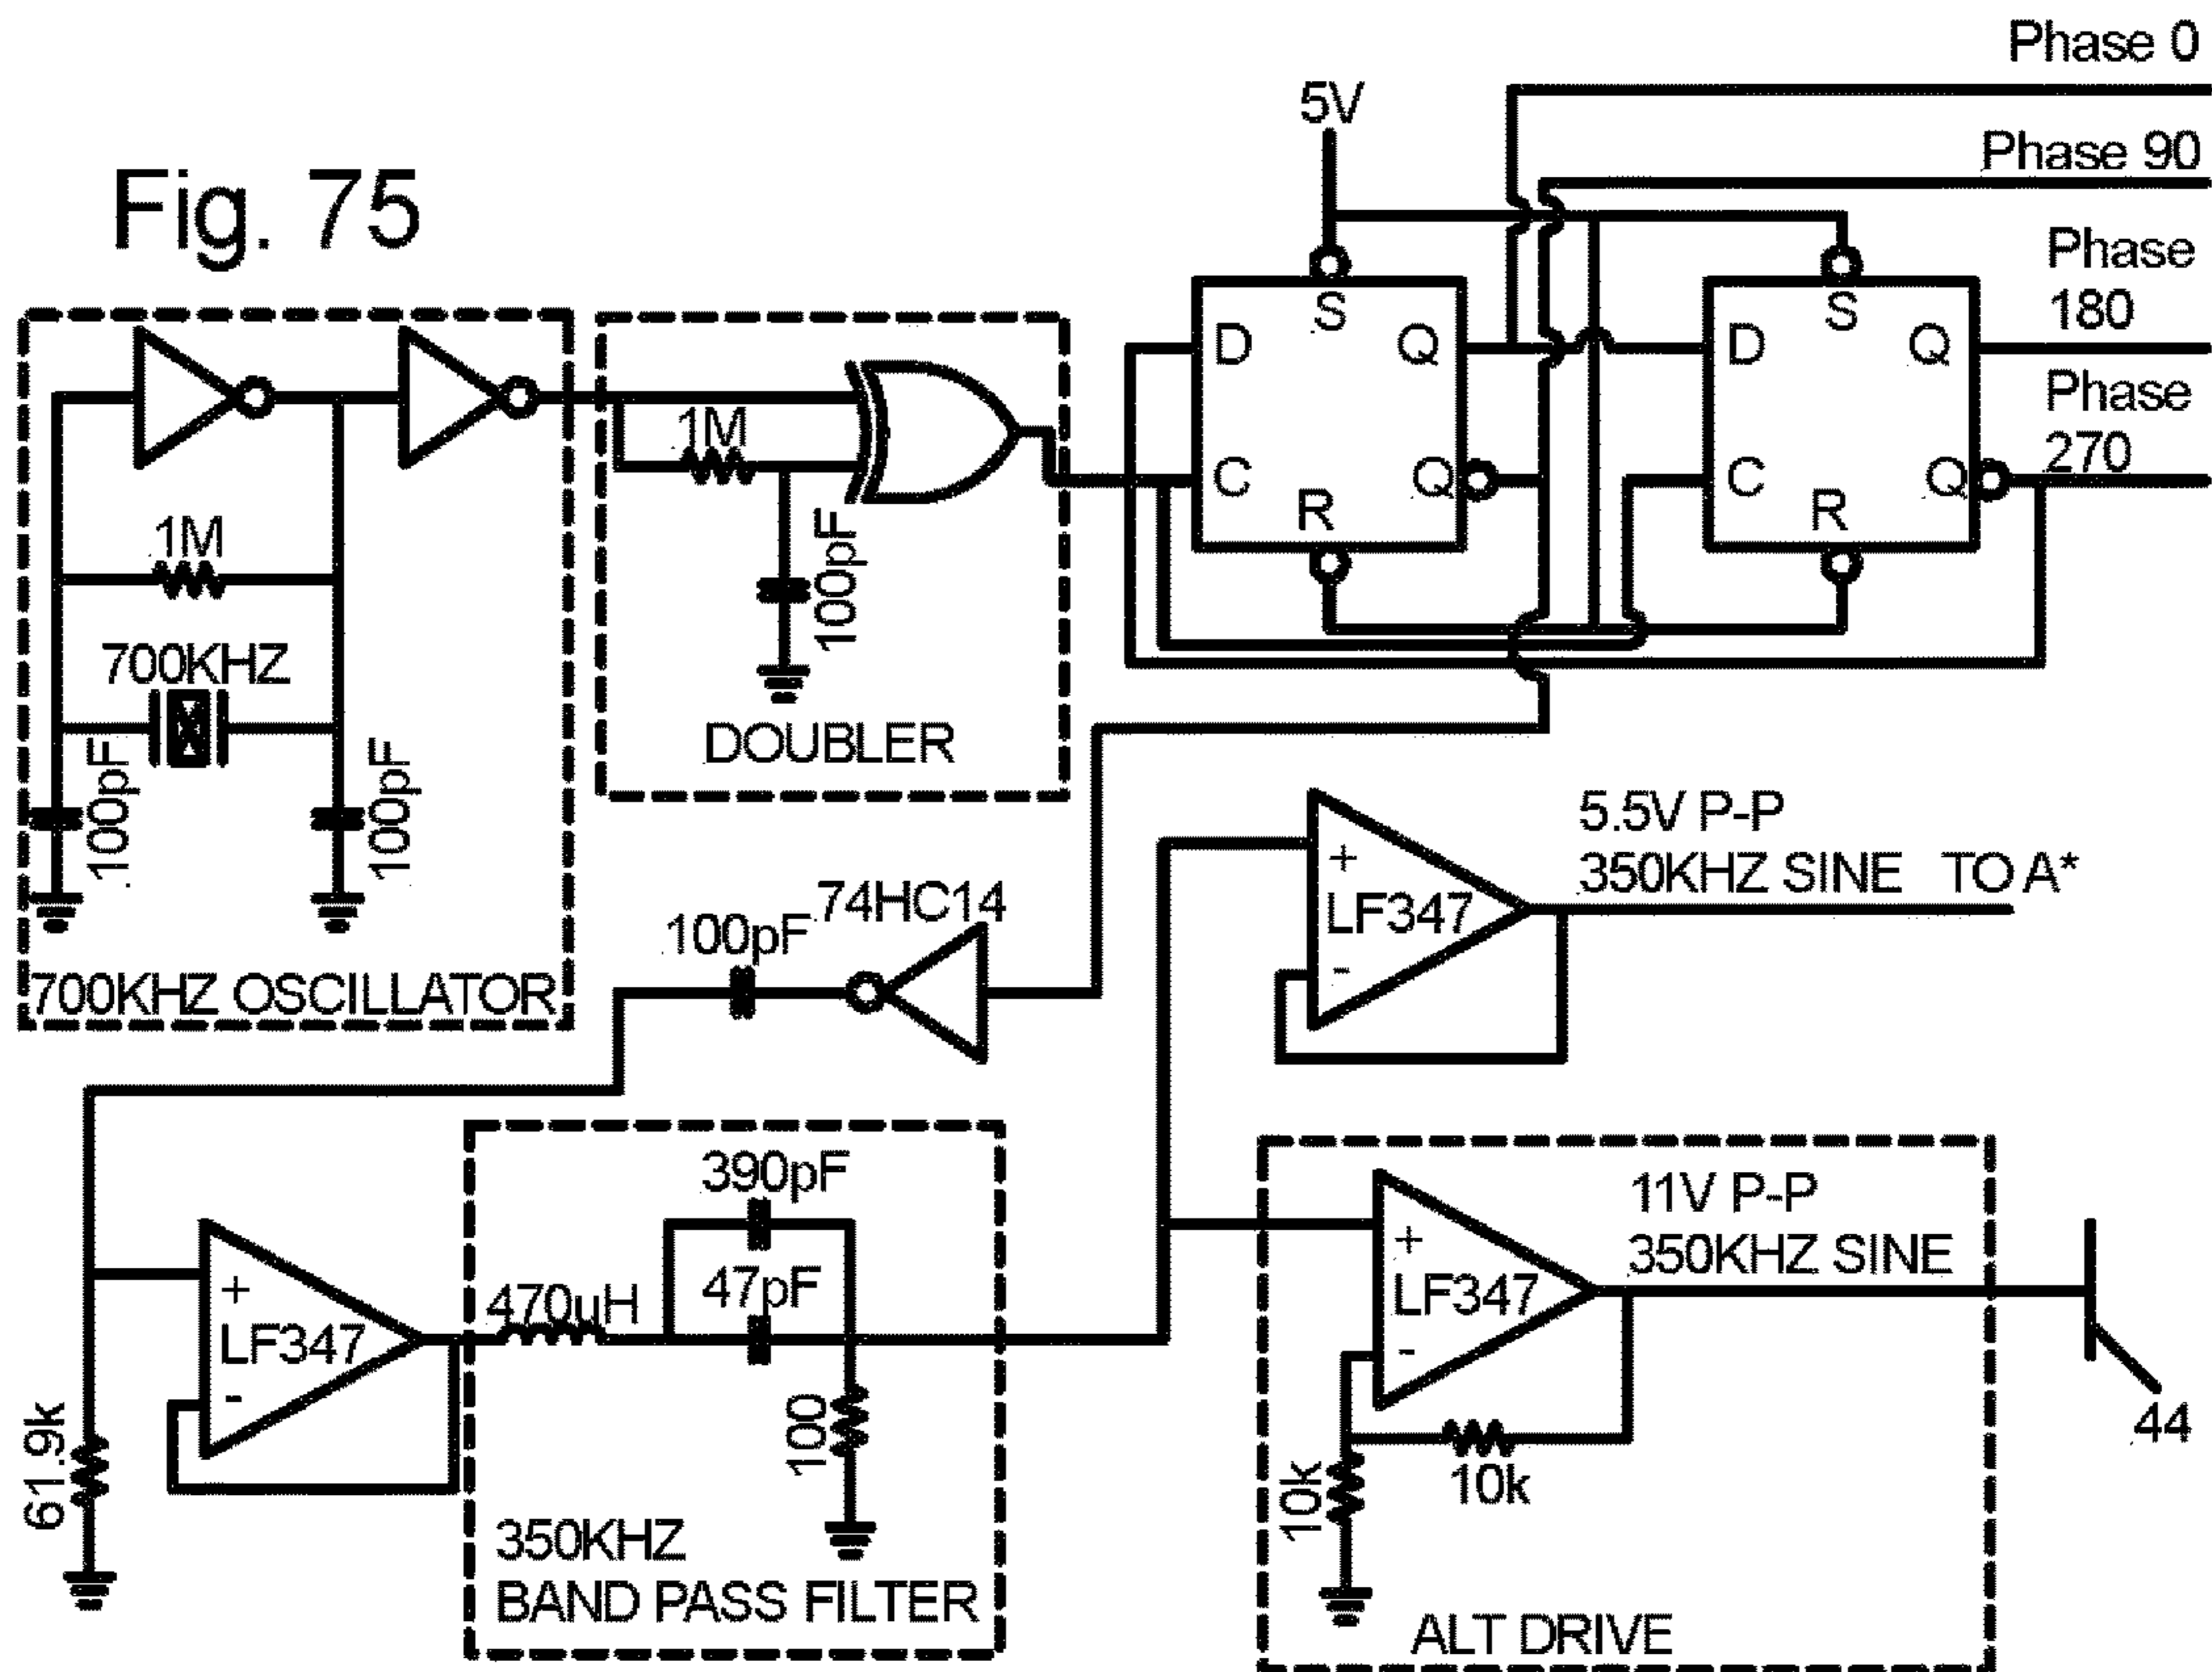 Fig. 75
Phase 0
Phase 90
Phase
180
Phase
270
5V
S
D
Q
C
Q
R
S
D
Q
C
Q
R
1M
700KHZ
100pF
100pF
700KHZ OSCILLATOR
1M
100pF
DOUBLER
74HC14
100pF
+
LF347
-
5.5V P-P
350KHZ SINE TO A*
61.9k
+
LF347
-
470uH
390pF
47pF
100
350KHZ
BAND PASS FILTER
+
LF347
-
11V P-P
350KHZ SINE
10k
10k
44
ALT DRIVE